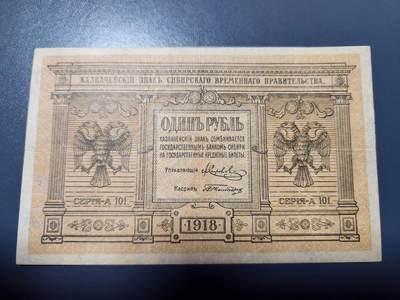 КАЗНАЧЕЙСКІЙ ЗНАКЪ СИБИРСКАГО ВРЕМЕННАГО ПРАВИТЕЛЬСТВА.
ОДИНЪ РУБЛЬ
КАЗНАЧЕЙСКІЙ ЗНАКЪ ОБМѢНИВАЕТСЯ
ГОСУДАРСТВЕННЫМЪ БАНКОМЪ СИБИРИ
НА ГОСУДАРСТВЕННЫЕ КРЕДИТНЫЕ БИЛЕТЫ.
Управляющій
Кассиръ
СЕРІЯ-А 101
СЕРІЯ-А 101
1918